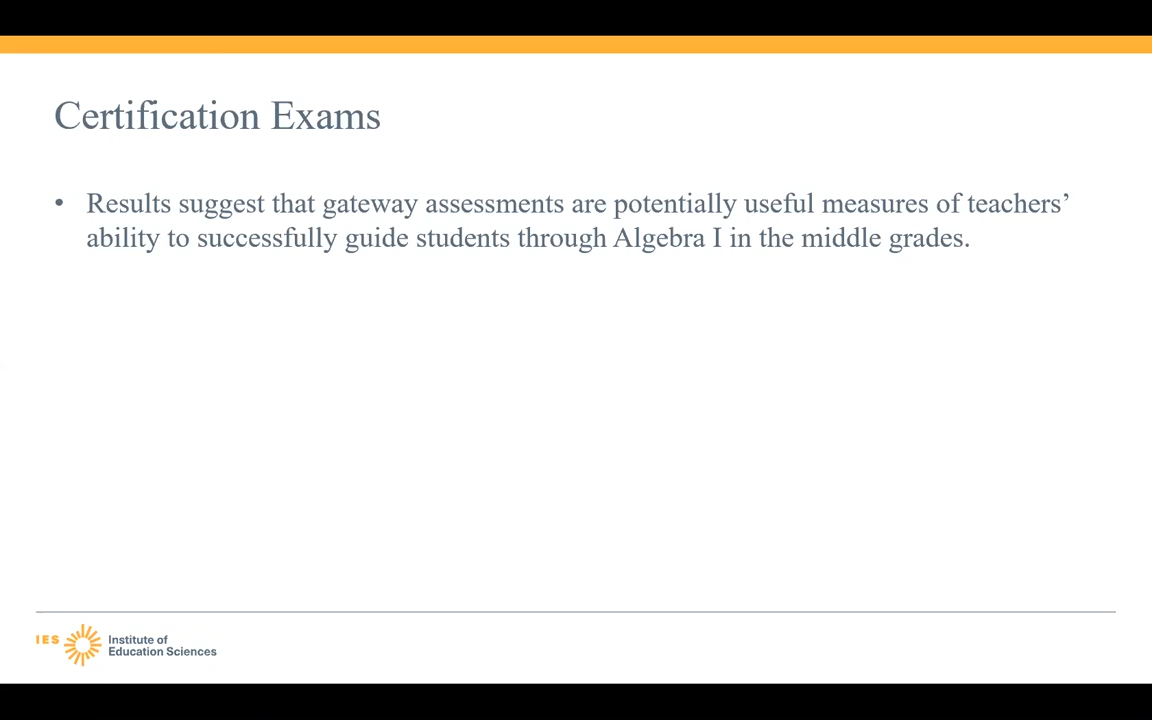 Certification Exams
• Results suggest that gateway assessments are potentially useful measures of teachers’
ability to successfully guide students through Algebra I in the middle grades.
IES
Institute of
Education Sciences